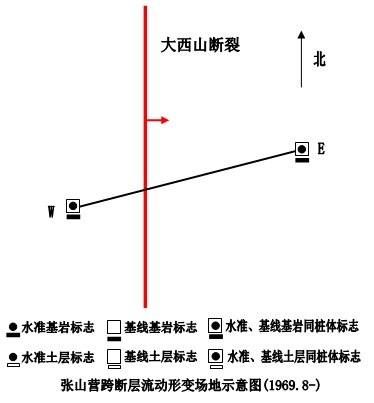 大西山断裂
北
E
W
水准基岩标志 基线基岩标志 水准、基线基岩同桩体标志
水准土层标志 基线土层标志 水准、基线土层同桩体标志
张山营跨断层流动形变场地示意图(1969.8-)